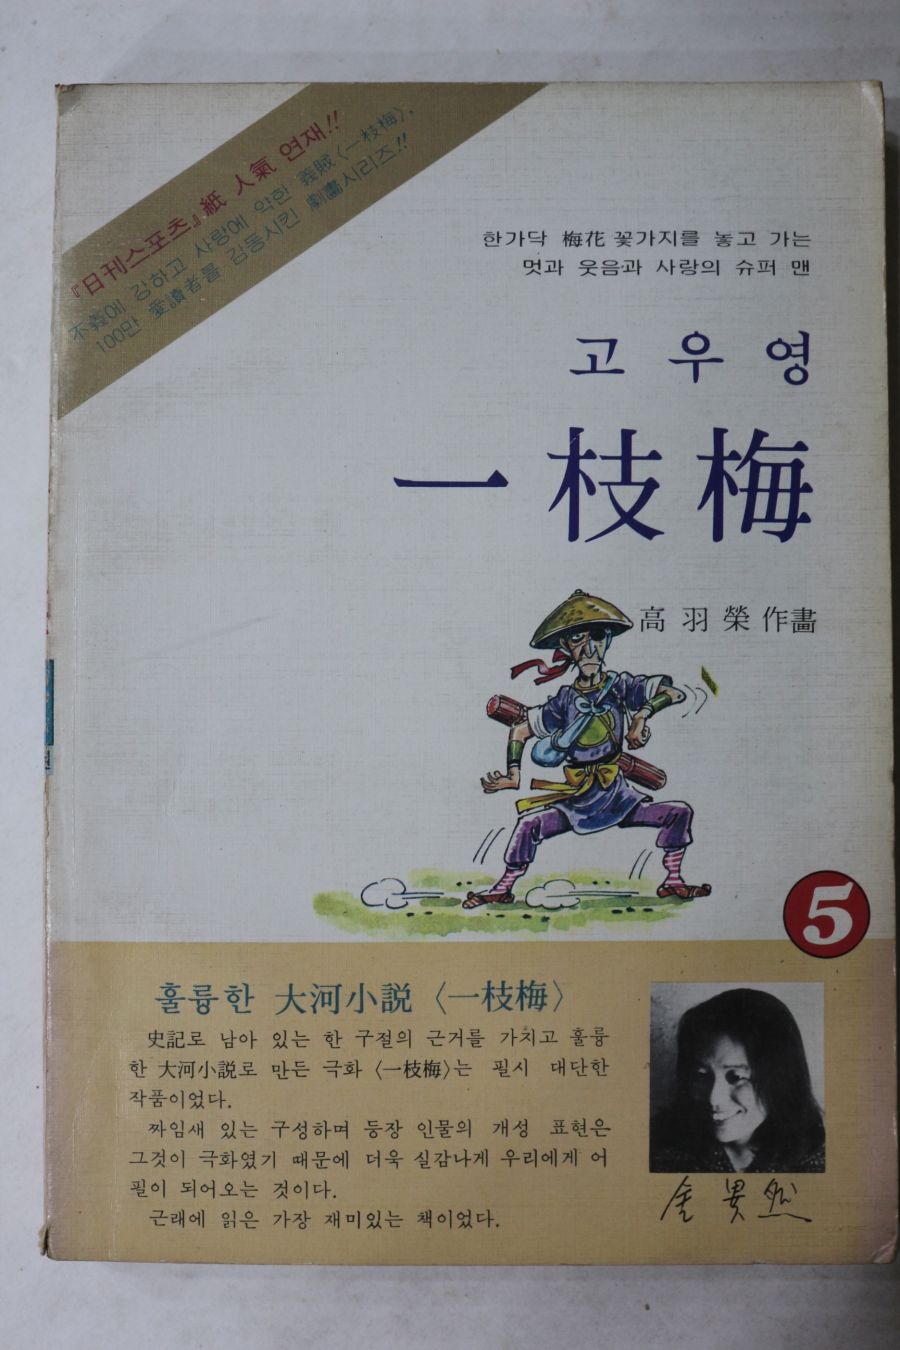 『日刊스포츠』紙 人氣 연재!!
不義에 강하고 사랑에 약한 義賊〈一枝梅〉.
100만 愛讀者를 감동시킨 劇畵시리즈!!
한가닥 梅花 꽃가지를 놓고 가는
멋과 웃음과 사랑의 슈퍼 맨
고우영
一枝梅
高羽榮 作畵
5
훌륭한 大河小説〈一枝梅〉
史記로 남아 있는 한 구절의 근거를 가치고 훌륭
한 大河小説로 만든 극화〈一枝梅〉는 필시 대단한
작품이었다.
짜임새 있는 구성하며 등장 인물의 개성 표현은
그것이 극화였기 때문에 더욱 실감나게 우리에게 어
필이 되어오는 것이다.
근래에 읽은 가장 재미있는 책이었다.